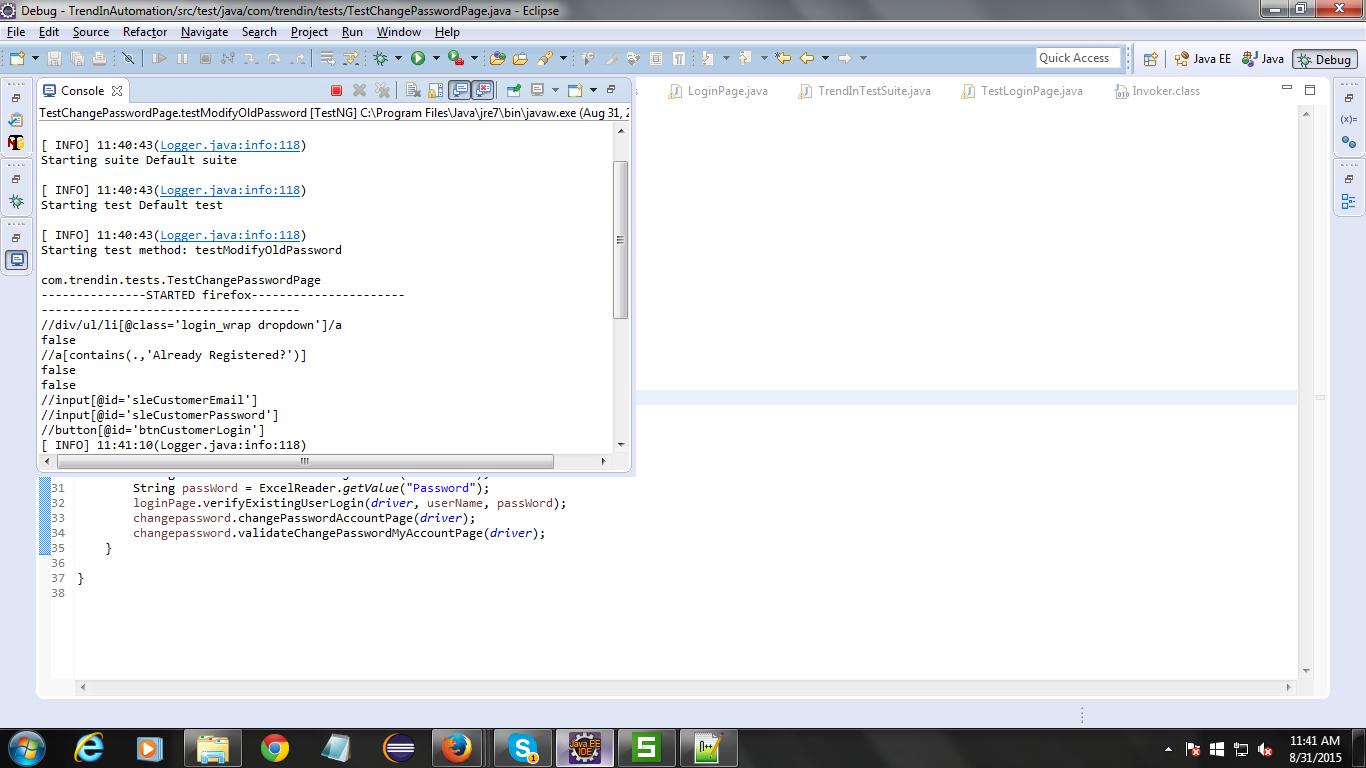 Debug - TrendInAutomation/src/test/java/com/trendin/tests/TestChangePasswordPage.java - Eclipse
File Edit Source Refactor Navigate Search Project Run Window Help
Quick Access Java EE Java Debug
Console
LoginPage.java TrendInTestSuite.java TestLoginPage.java Invoker.class
TestChangePasswordPage.testModifyOldPassword [TestNG] C:\Program Files\Java\jre7\bin\javaw.exe (Aug 31, 2
[ INFO] 11:40:43(Logger.java:info:118)
Starting suite Default suite
[ INFO] 11:40:43(Logger.java:info:118)
Starting test Default test
[ INFO] 11:40:43(Logger.java:info:118)
Starting test method: testModifyOldPassword
com.trendin.tests.TestChangePasswordPage
---------------STARTED firefox----------------------
-------------------------------------
//div/ul/li[@class='login_wrap dropdown']/a
false
//a[contains(.,'Already Registered?')]
false
false
//input[@id='sleCustomerEmail']
//input[@id='sleCustomerPassword']
//button[@id='btnCustomerLogin']
[ INFO] 11:41:10(Logger.java:info:118)
31 String passWord = ExcelReader.getValue("Password");
32 loginPage.verifyExistingUserLogin(driver, userName, passWord);
33 changepassword.changePasswordAccountPage(driver);
34 changepassword.validateChangePasswordMyAccountPage(driver);
35 }
36
37 }
38
11:41 AM
8/31/2015